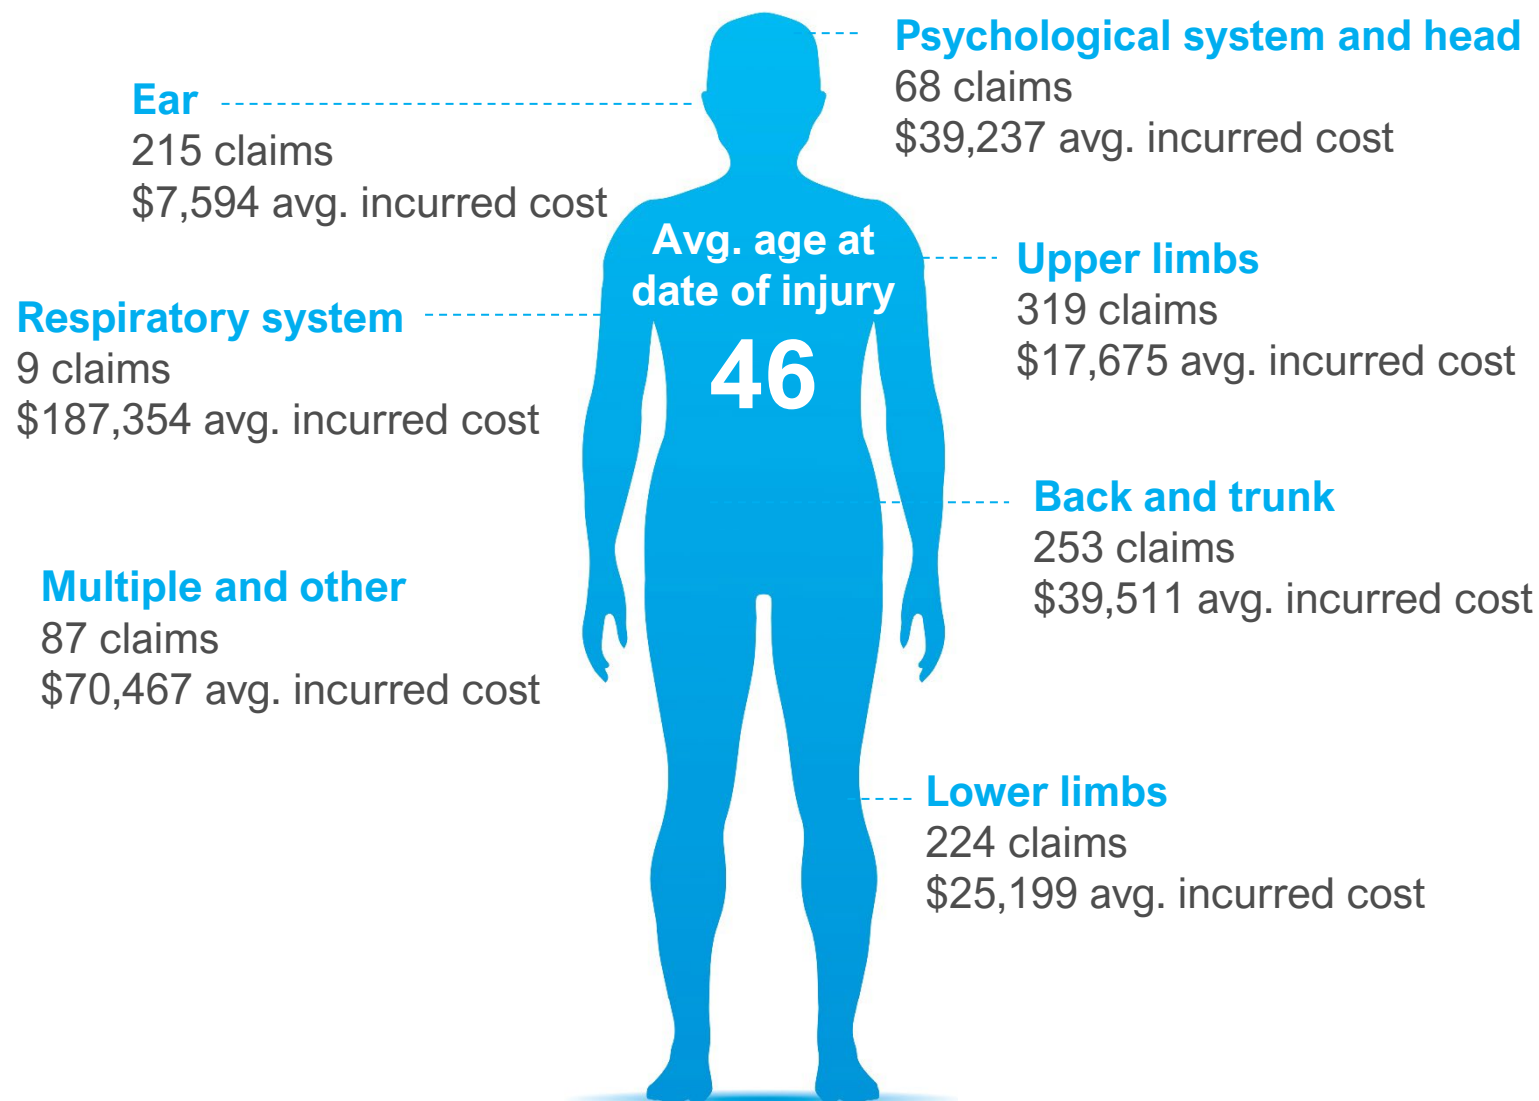 Psychological system and head
68 claims
$39,237 avg. incurred cost
Ear
215 claims
$7,594 avg. incurred cost
Avg. age at
date of injury
46
Upper limbs
319 claims
$17,675 avg. incurred cost
Respiratory system
9 claims
$187,354 avg. incurred cost
Back and trunk
253 claims
$39,511 avg. incurred cost
Multiple and other
87 claims
$70,467 avg. incurred cost
Lower limbs
224 claims
$25,199 avg. incurred cost